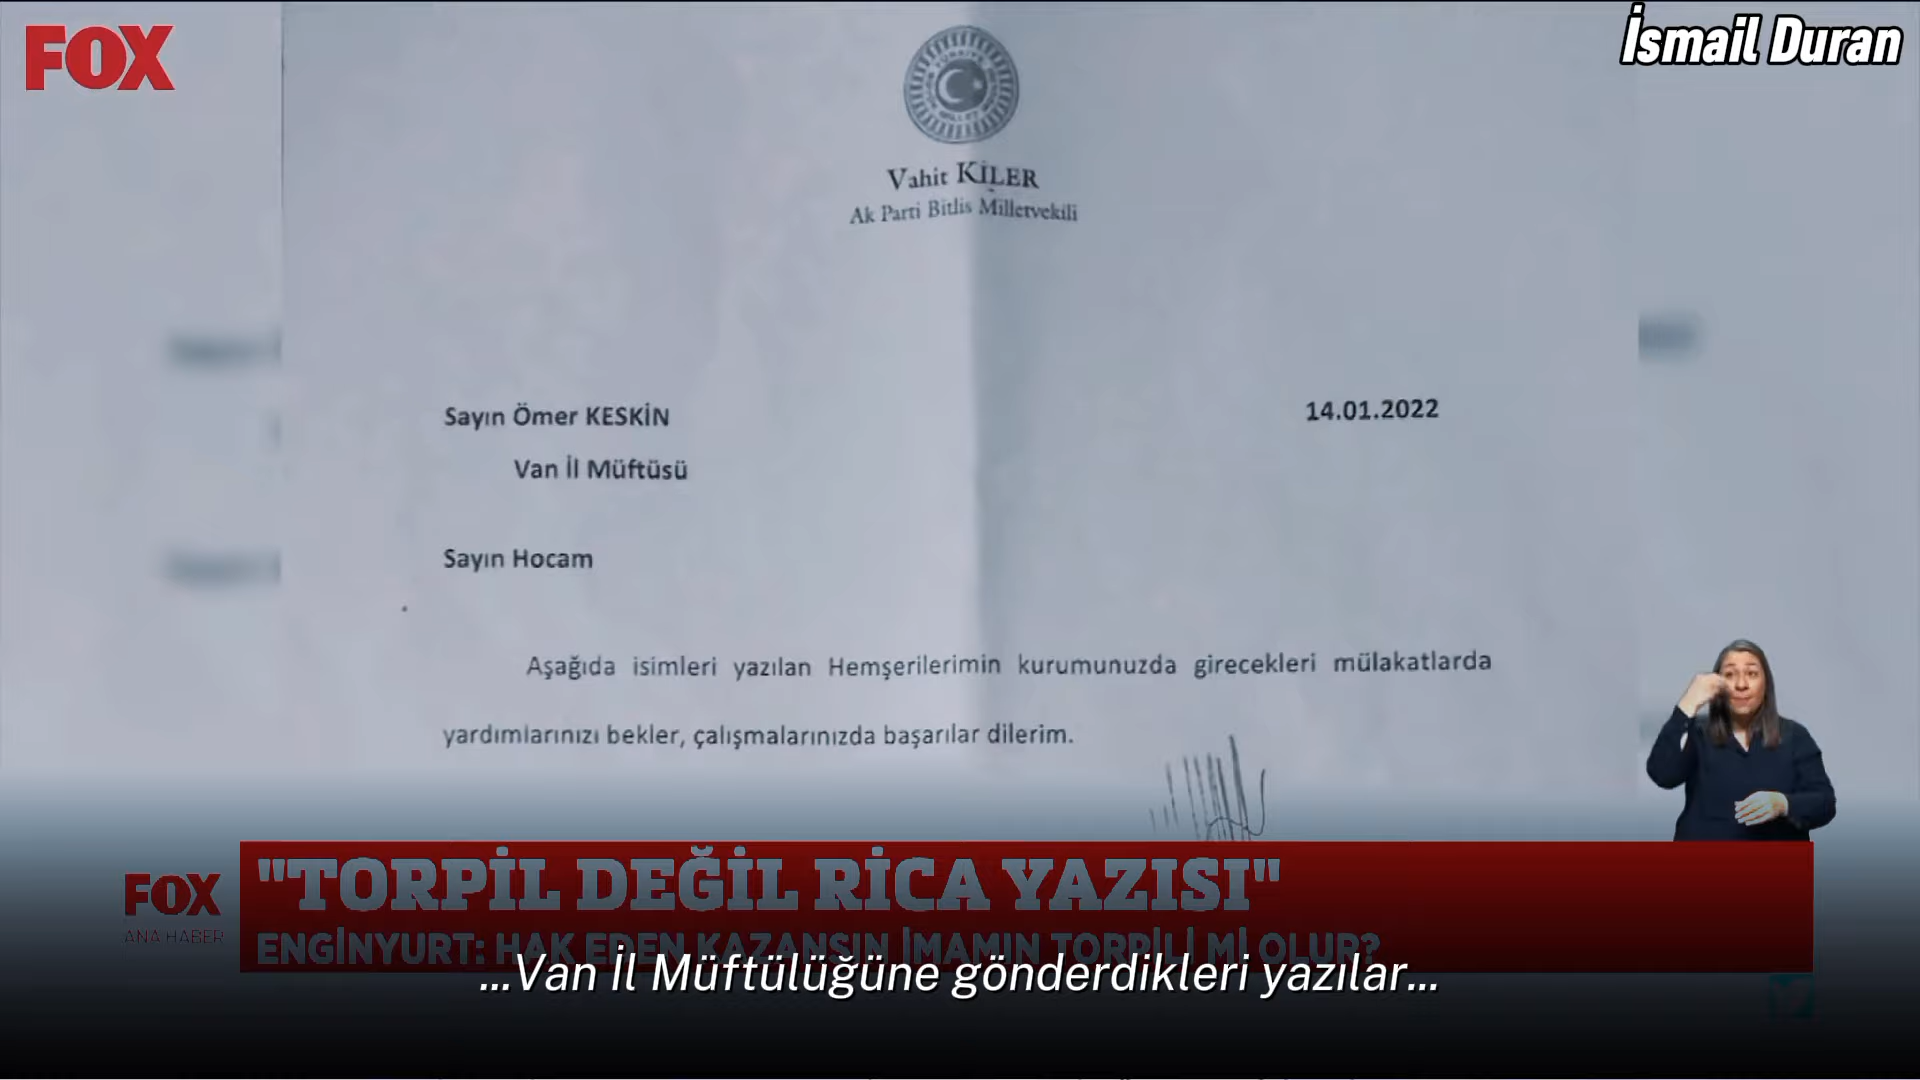 FOX
İsmail Duran
Vahit KİLER
Ak Parti Bitlis Milletvekili
Sayın Ömer KESKİN
14.01.2022
Van İl Müftüsü
Sayın Hocam
Aşağıda isimleri yazılan Hemşerilerimin kurumunuzda girecekleri mülakatlarda
yardımlarınızı bekler, çalışmalarınızda başarılar dilerim.
FOX
ANA HABER
"TORPİL DEĞİL RİCA YAZISI"
ENGİNYURT: HAK EDEN KAZANSIN İMAMIN TORPİLİ Mİ OLUR?
...Van İl Müftülüğüne gönderdikleri yazılar...